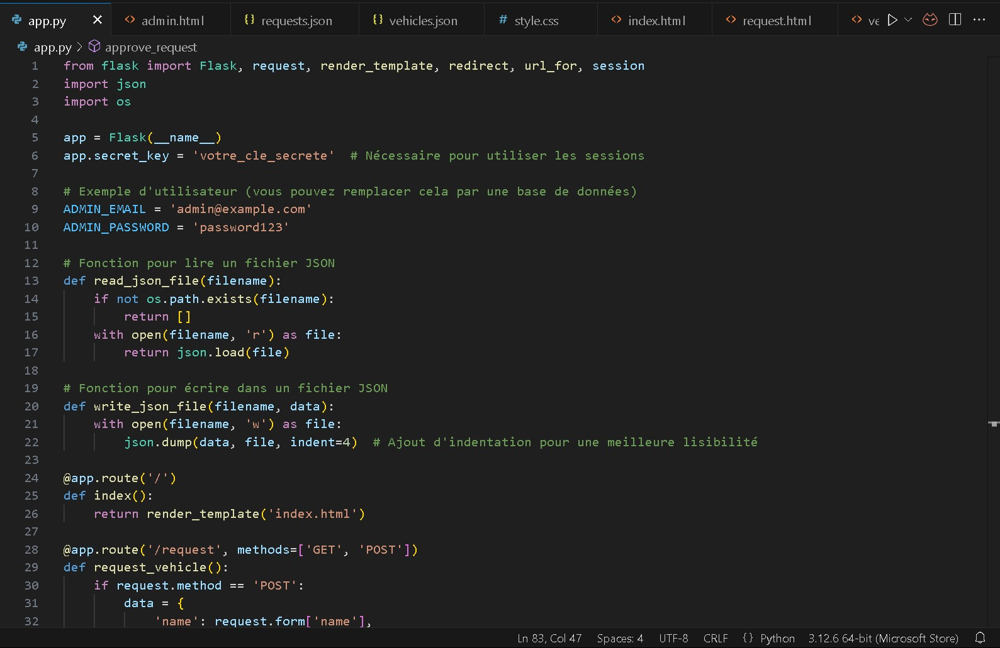 app.py
admin.html
requests.json
vehicles.json
style.css
index.html
request.html
ve
app.py > approve_request
1 from flask import Flask, request, render_template, redirect, url_for, session
2 import json
3 import os
4
5 app = Flask(__name__)
6 app.secret_key = 'votre_cle_secrete'  # Nécessaire pour utiliser les sessions
7
8 # Exemple d'utilisateur (vous pouvez remplacer cela par une base de données)
9 ADMIN_EMAIL = 'admin@example.com'
10 ADMIN_PASSWORD = 'password123'
11
12 # Fonction pour lire un fichier JSON
13 def read_json_file(filename):
14     if not os.path.exists(filename):
15         return []
16     with open(filename, 'r') as file:
17         return json.load(file)
18
19 # Fonction pour écrire dans un fichier JSON
20 def write_json_file(filename, data):
21     with open(filename, 'w') as file:
22         json.dump(data, file, indent=4)  # Ajout d'indentation pour une meilleure lisibilité
23
24 @app.route('/')
25 def index():
26     return render_template('index.html')
27
28 @app.route('/request', methods=['GET', 'POST'])
29 def request_vehicle():
30     if request.method == 'POST':
31         data = {
32             'name': request.form['name'],
Ln 83, Col 47 Spaces: 4 UTF-8 CRLF {} Python 3.12.6 64-bit (Microsoft Store)